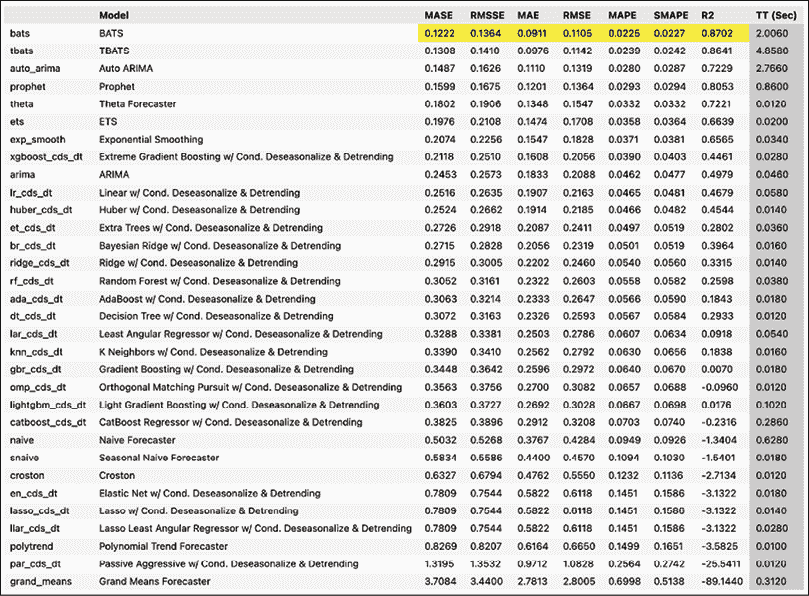 Model MASE RMSSE MAE RMSE MAPE SMAPE R2 TT (Sec)
bats BATS 0.1222 0.1364 0.0911 0.1105 0.0225 0.0227 0.8702 2.0060
tbats TBATS 0.1308 0.1410 0.0976 0.1142 0.0239 0.0242 0.8641 4.8580
auto_arima Auto ARIMA 0.1487 0.1626 0.1110 0.1319 0.0280 0.0287 0.7229 2.7660
prophet Prophet 0.1599 0.1675 0.1201 0.1364 0.0293 0.0294 0.8053 0.8600
theta Theta Forecaster 0.1802 0.1906 0.1348 0.1547 0.0332 0.0332 0.7221 0.0120
ets ETS 0.1976 0.2108 0.1474 0.1708 0.0358 0.0364 0.6639 0.0200
exp_smooth Exponential Smoothing 0.2074 0.2256 0.1547 0.1828 0.0371 0.0381 0.6565 0.0340
xgboost_cds_dt Extreme Gradient Boosting w/ Cond. Deseasonalize & Detrending 0.2118 0.2510 0.1608 0.2056 0.0390 0.0403 0.4461 0.0280
arima ARIMA 0.2453 0.2573 0.1833 0.2088 0.0462 0.0477 0.4979 0.0460
lr_cds_dt Linear w/ Cond. Deseasonalize & Detrending 0.2516 0.2635 0.1907 0.2163 0.0465 0.0481 0.4679 0.0580
huber_cds_dt Huber w/ Cond. Deseasonalize & Detrending 0.2524 0.2662 0.1914 0.2185 0.0466 0.0482 0.4544 0.0140
et_cds_dt Extra Trees w/ Cond. Deseasonalize & Detrending 0.2726 0.2918 0.2087 0.2411 0.0497 0.0519 0.2802 0.0360
br_cds_dt Bayesian Ridge w/ Cond. Deseasonalize & Detrending 0.2715 0.2828 0.2056 0.2319 0.0501 0.0519 0.3964 0.0160
ridge_cds_dt Ridge w/ Cond. Deseasonalize & Detrending 0.2915 0.3005 0.2202 0.2460 0.0540 0.0560 0.3315 0.0140
rf_cds_dt Random Forest w/ Cond. Deseasonalize & Detrending 0.3052 0.3161 0.2322 0.2603 0.0558 0.0582 0.2598 0.0380
ada_cds_dt AdaBoost w/ Cond. Deseasonalize & Detrending 0.3063 0.3214 0.2333 0.2647 0.0566 0.0590 0.1843 0.0180
dt_cds_dt Decision Tree w/ Cond. Deseasonalize & Detrending 0.3072 0.3163 0.2326 0.2593 0.0567 0.0584 0.2933 0.0120
lar_cds_dt Least Angular Regressor w/ Cond. Deseasonalize & Detrending 0.3288 0.3381 0.2503 0.2786 0.0607 0.0634 0.0918 0.0540
knn_cds_dt K Neighbors w/ Cond. Deseasonalize & Detrending 0.3390 0.3410 0.2562 0.2792 0.0630 0.0656 0.1838 0.0160
gbr_cds_dt Gradient Boosting w/ Cond. Deseasonalize & Detrending 0.3448 0.3642 0.2596 0.2972 0.0640 0.0670 0.0070 0.0180
omp_cds_dt Orthogonal Matching Pursuit w/ Cond. Deseasonalize & Detrending 0.3563 0.3756 0.2700 0.3082 0.0657 0.0688 -0.0960 0.0120
lightgbm_cds_dt Light Gradient Boosting w/ Cond. Deseasonalize & Detrending 0.3603 0.3727 0.2692 0.3028 0.0667 0.0698 0.0176 0.1020
catboost_cds_dt CatBoost Regressor w/ Cond. Deseasonalize & Detrending 0.3825 0.3896 0.2912 0.3208 0.0703 0.0740 -0.2316 0.2860
naive Naive Forecaster 0.5032 0.5268 0.3767 0.4284 0.0949 0.0926 -1.3404 0.6280
snaive Seasonal Naive Forecaster 0.5834 0.5586 0.4400 0.4570 0.1094 0.1030 -1.5401 0.0180
croston Croston 0.6327 0.6794 0.4762 0.5550 0.1232 0.1136 -2.7134 0.0120
en_cds_dt Elastic Net w/ Cond. Deseasonalize & Detrending 0.7809 0.7544 0.5822 0.6118 0.1451 0.1586 -3.1322 0.0180
lasso_cds_dt Lasso w/ Cond. Deseasonalize & Detrending 0.7809 0.7544 0.5822 0.6118 0.1451 0.1586 -3.1322 0.0140
llar_cds_dt Lasso Least Angular Regressor w/ Cond. Deseasonalize & Detrending 0.7809 0.7544 0.5822 0.6118 0.1451 0.1586 -3.1322 0.0280
polytrend Polynomial Trend Forecaster 0.8269 0.8207 0.6164 0.6650 0.1499 0.1651 -3.5825 0.0100
par_cds_dt Passive Aggressive w/ Cond. Deseasonalize & Detrending 1.3195 1.3532 0.9712 1.0828 0.2564 0.2742 -25.5411 0.0120
grand_means Grand Means Forecaster 3.7084 3.4400 2.7813 2.8005 0.6998 0.5138 -89.1440 0.3120